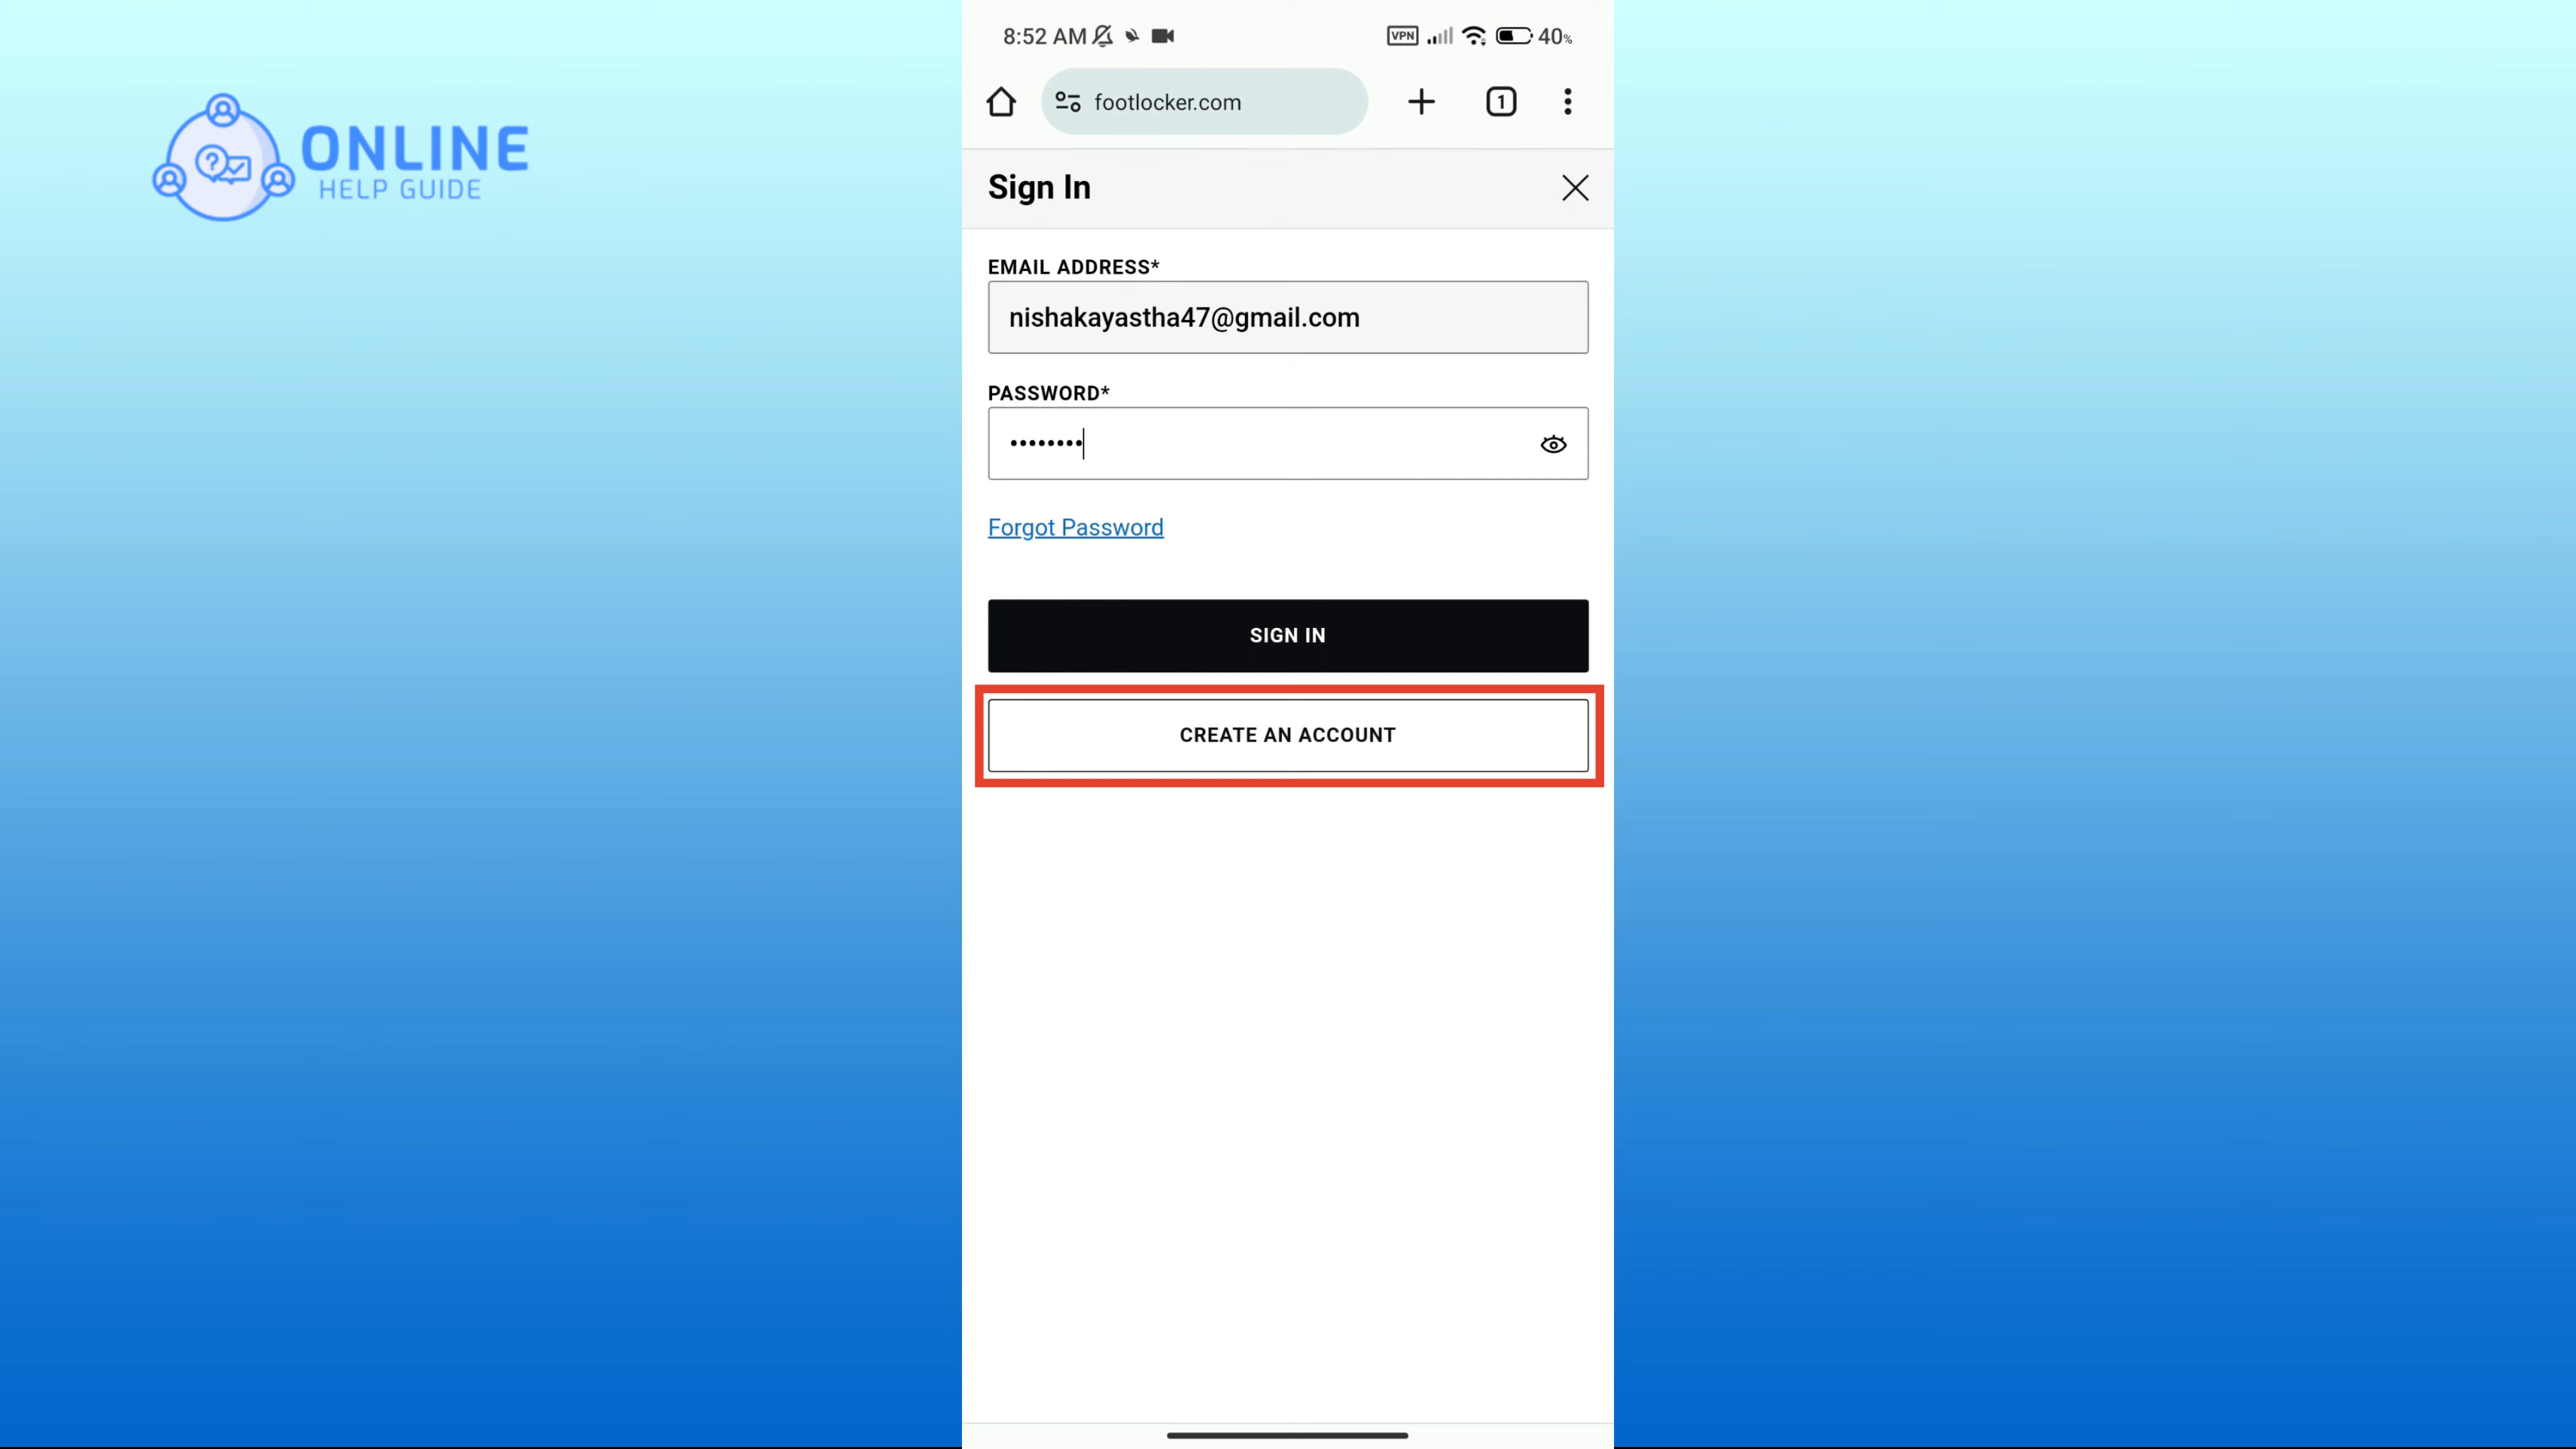 ONLINE
HELP GUIDE
8:52 AM
VPN
40%
footlocker.com
1
Sign In
EMAIL ADDRESS*
nishakayastha47@gmail.com
PASSWORD*
••••••••
Forgot Password
SIGN IN
CREATE AN ACCOUNT